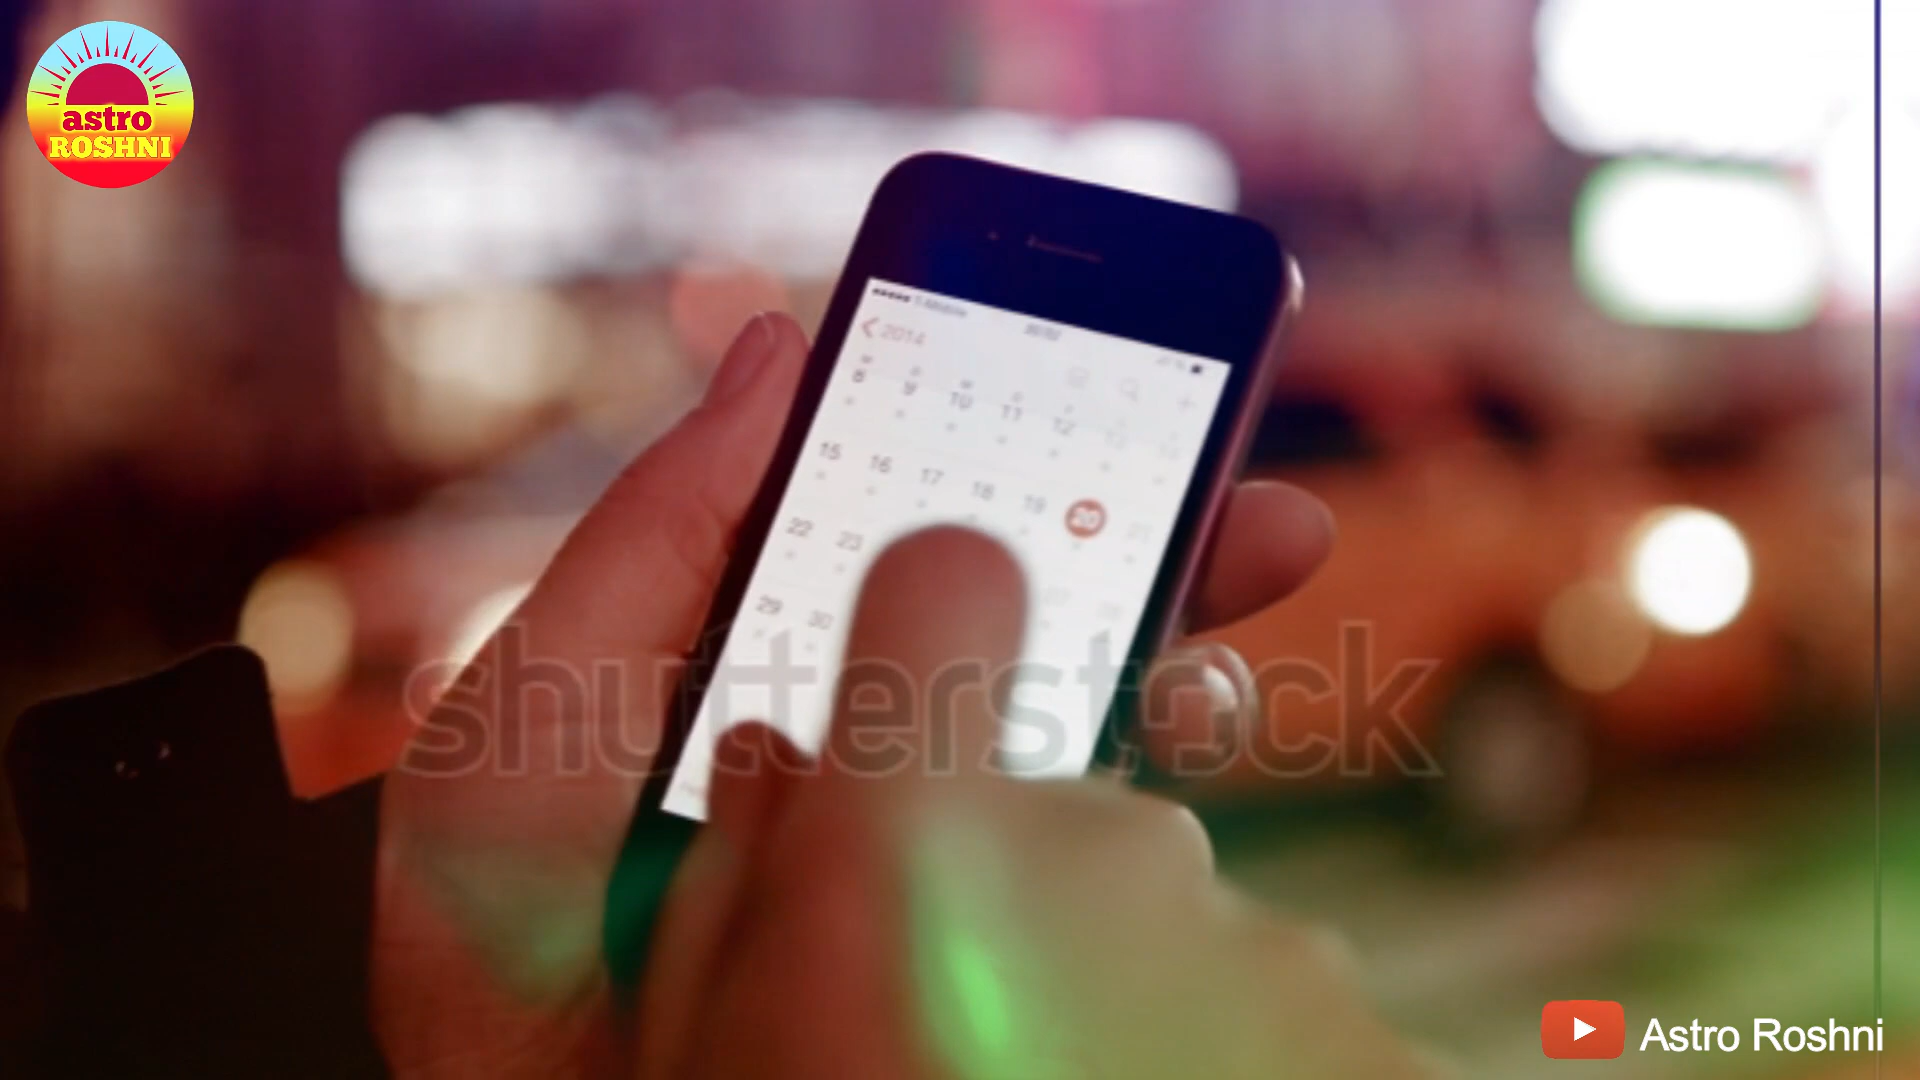 astro
ROSHNI
2014
8 9 10 11 12
15 16 17 18 19 20
22 23
29 30
shutterstock
Astro Roshni